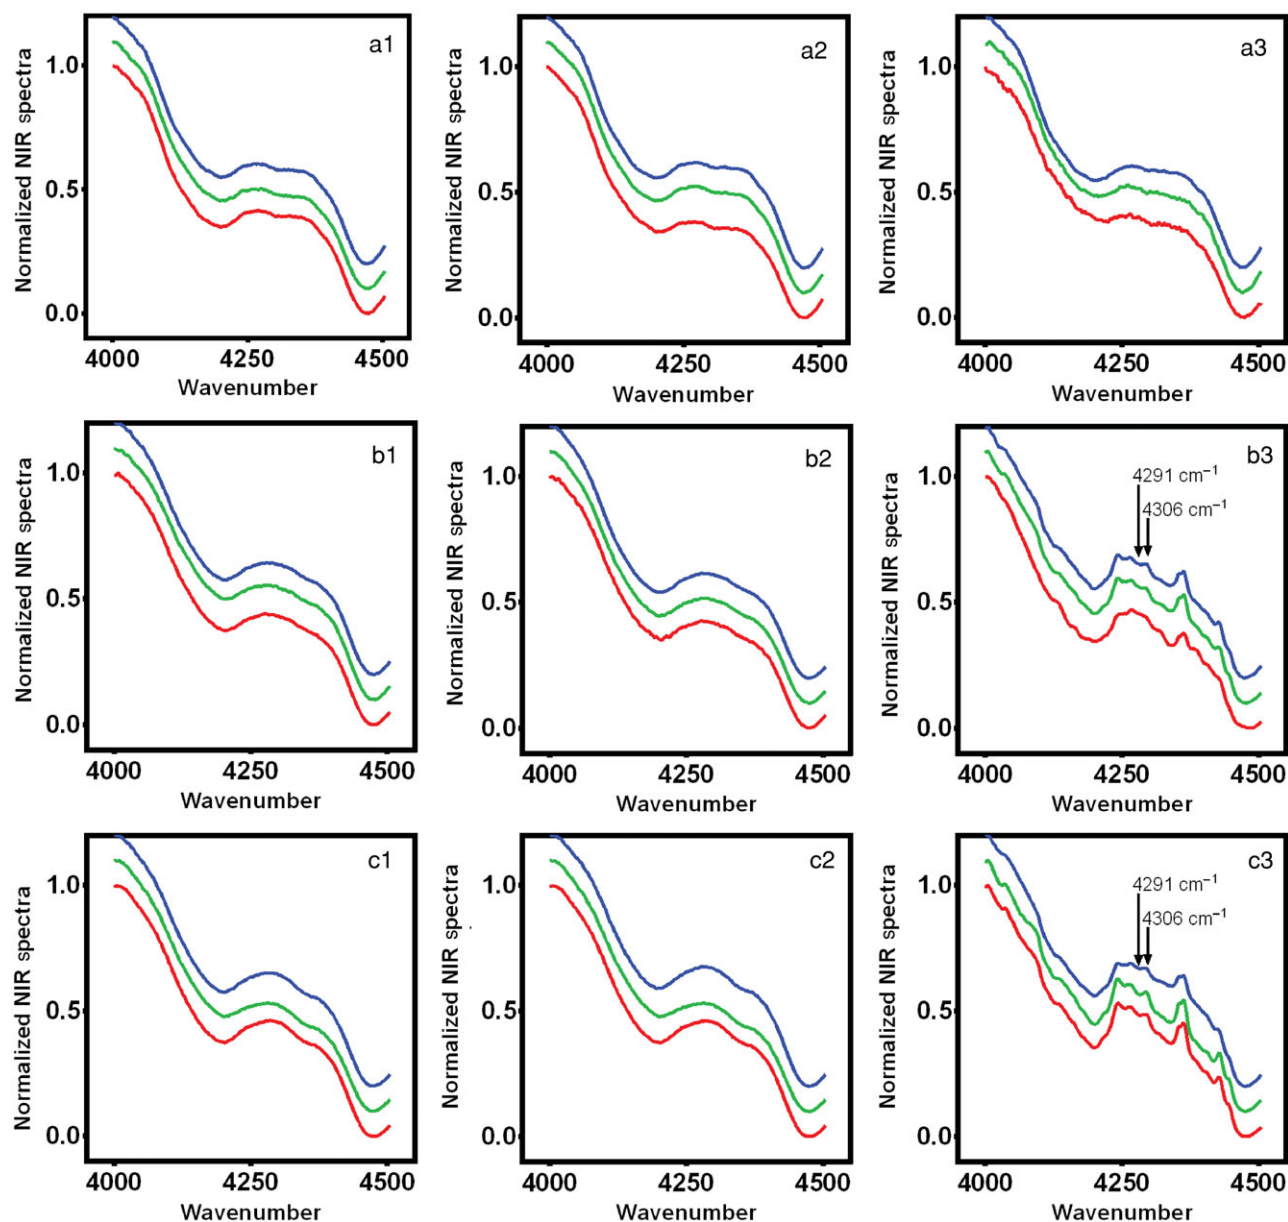 a1
Normalized NIR spectra
1.0
0.5
0.0
4000 4250 4500
Wavenumber
a2
Normalized NIR spectra
1.0
0.5
0.0
4000 4250 4500
Wavenumber
a3
Normalized NIR spectra
1.0
0.5
0.0
4000 4250 4500
Wavenumber
b1
Normalized NIR spectra
1.0
0.5
0.0
4000 4250 4500
Wavenumber
b2
Normalized NIR spectra
1.0
0.5
0.0
4000 4250 4500
Wavenumber
b3
Normalized NIR spectra
4291 cm⁻¹
4306 cm⁻¹
1.0
0.5
0.0
4000 4250 4500
Wavenumber
c1
Normalized NIR spectra
1.0
0.5
0.0
4000 4250 4500
Wavenumber
c2
Normalized NIR spectra
1.0
0.5
0.0
4000 4250 4500
Wavenumber
c3
Normalized NIR spectra
4291 cm⁻¹
4306 cm⁻¹
1.0
0.5
0.0
4000 4250 4500
Wavenumber